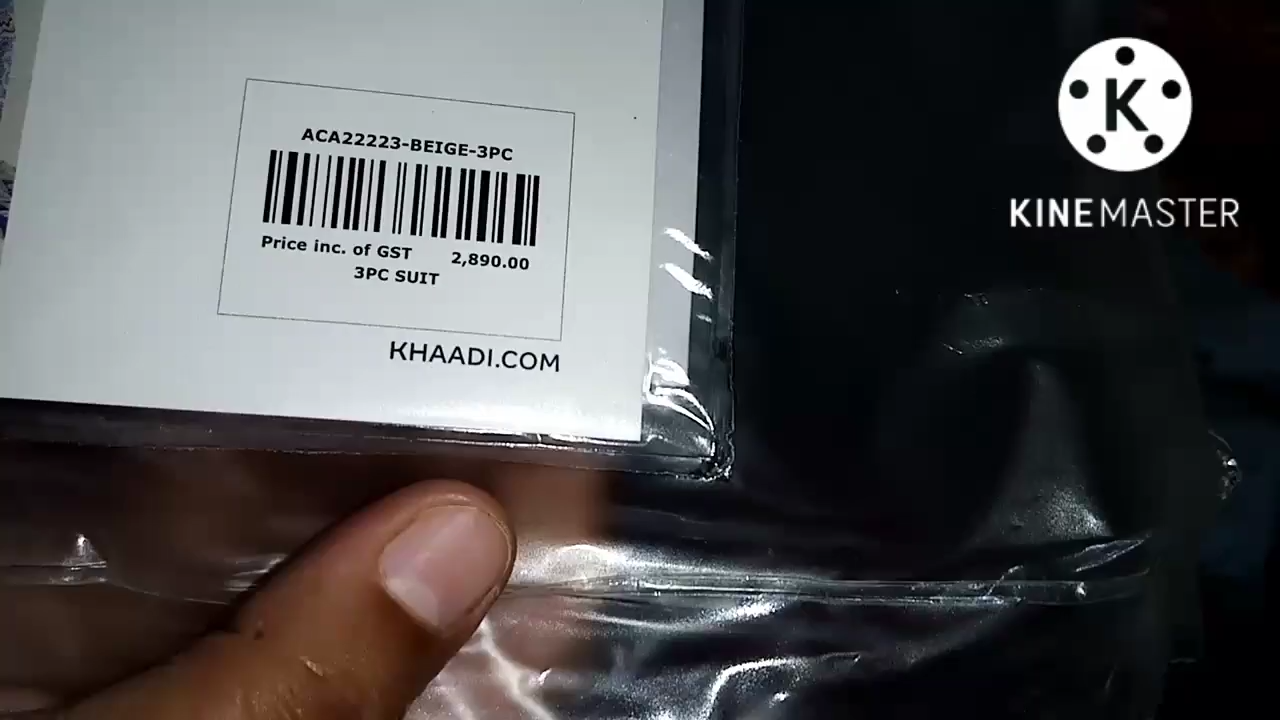 ACA22223-BEIGE-3PC
Price inc. of GST 2,890.00
3PC SUIT
KHAADI.COM
K
KINEMASTER